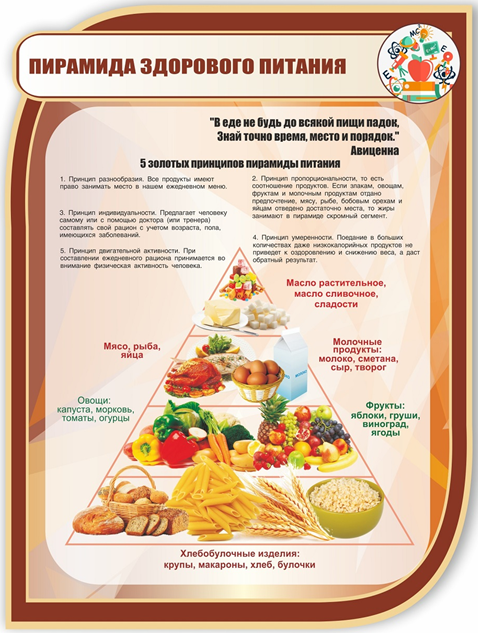 ПИРАМИДА ЗДОРОВОГО ПИТАНИЯ
"В еде не будь до всякой пищи падок,
Знай точно время, место и порядок."
Авиценна
5 золотых принципов пирамиды питания
1. Принцип разнообразия. Все продукты имеют
право занимать место в нашем ежедневном меню.
2. Принцип пропорциональности, то есть
соотношение продуктов. Если злакам, овощам,
фруктам и молочным продуктам отдано
предпочтение, мясу, рыбе, бобовым орехам и
яйцам отведено достаточно места, то жиры
занимают в пирамиде скромный сегмент.
3. Принцип индивидуальности. Предлагает человеку
самому или с помощью доктора (или тренера)
составлять свой рацион с учетом возраста, пола,
имеющихся заболеваний.
4. Принцип умеренности. Поедание в больших
количествах даже низкокалорийных продуктов не
приведет к оздоровлению и снижению веса, а даст
обратный результат.
5. Принцип двигательной активности. При
составлении ежедневного рациона принимается во
внимание физическая активность человека.
Масло растительное,
масло сливочное,
сладости
Мясо, рыба,
яйца
Молочные
продукты:
молоко, сметана,
сыр, творог
Овощи:
капуста, морковь,
томаты, огурцы
Фрукты:
яблоки, груши,
виноград,
ягоды
Хлебобулочные изделия:
крупы, макароны, хлеб, булочки